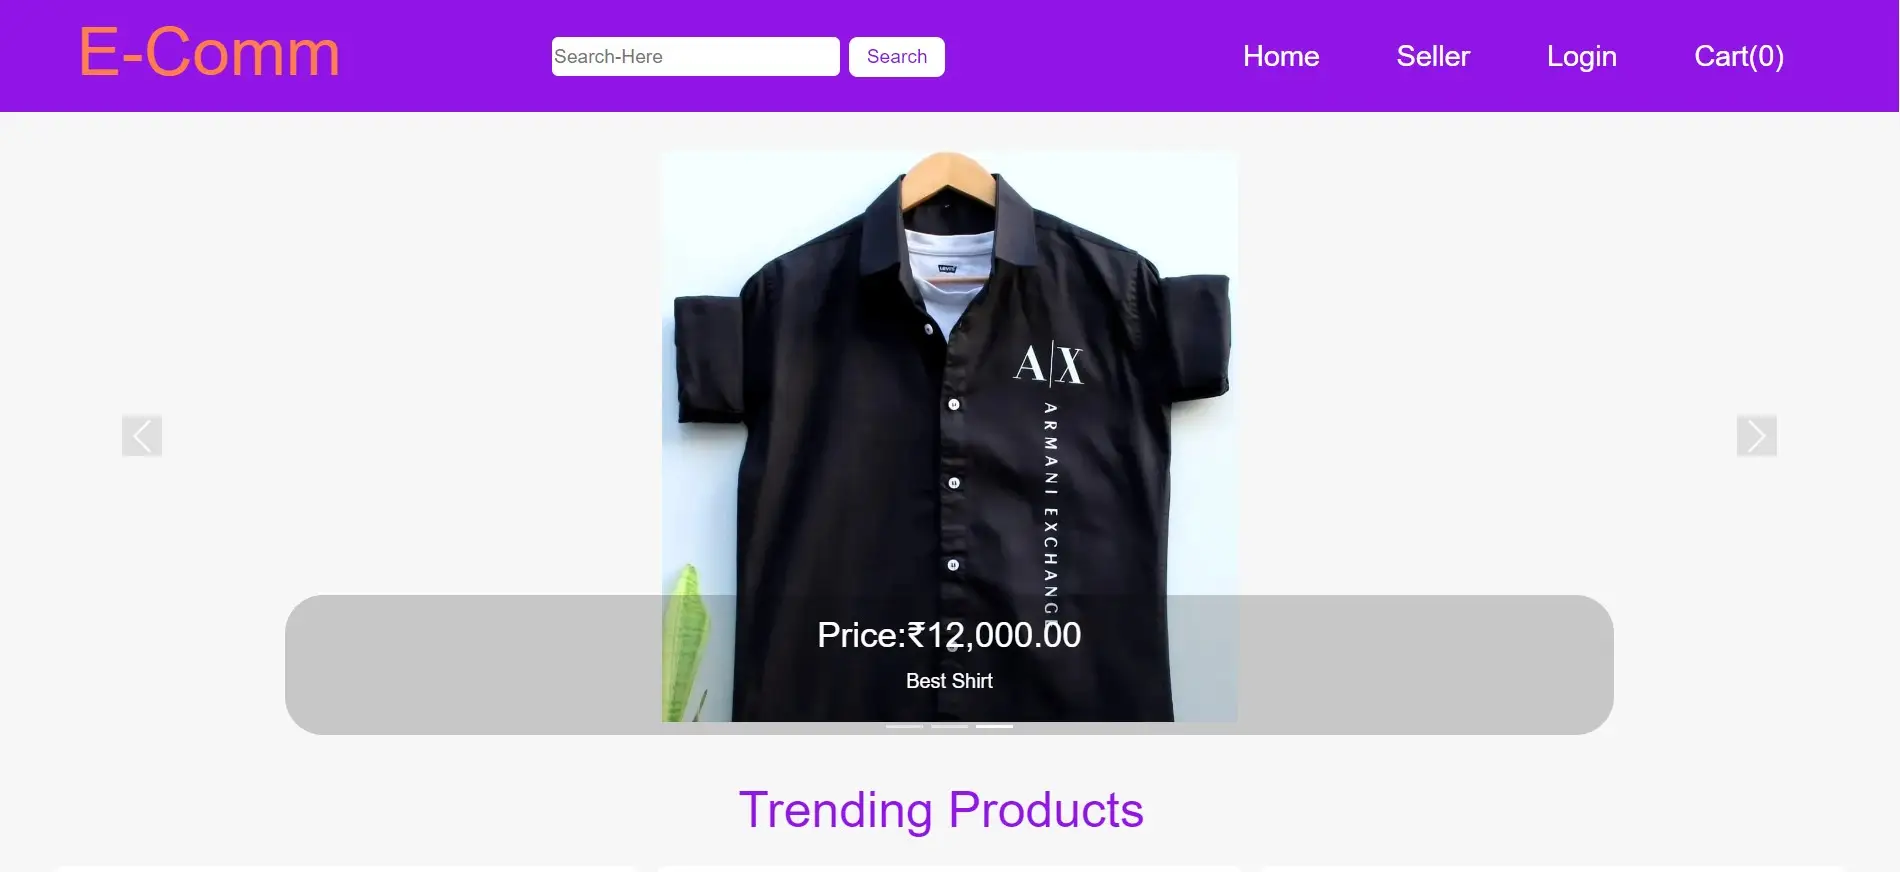 E-Comm
Search-Here
Search
Home
Seller
Login
Cart(0)
LEVI'S
A|X
ARMANI EXCHANGE
Price:₹12,000.00
Best Shirt
Trending Products